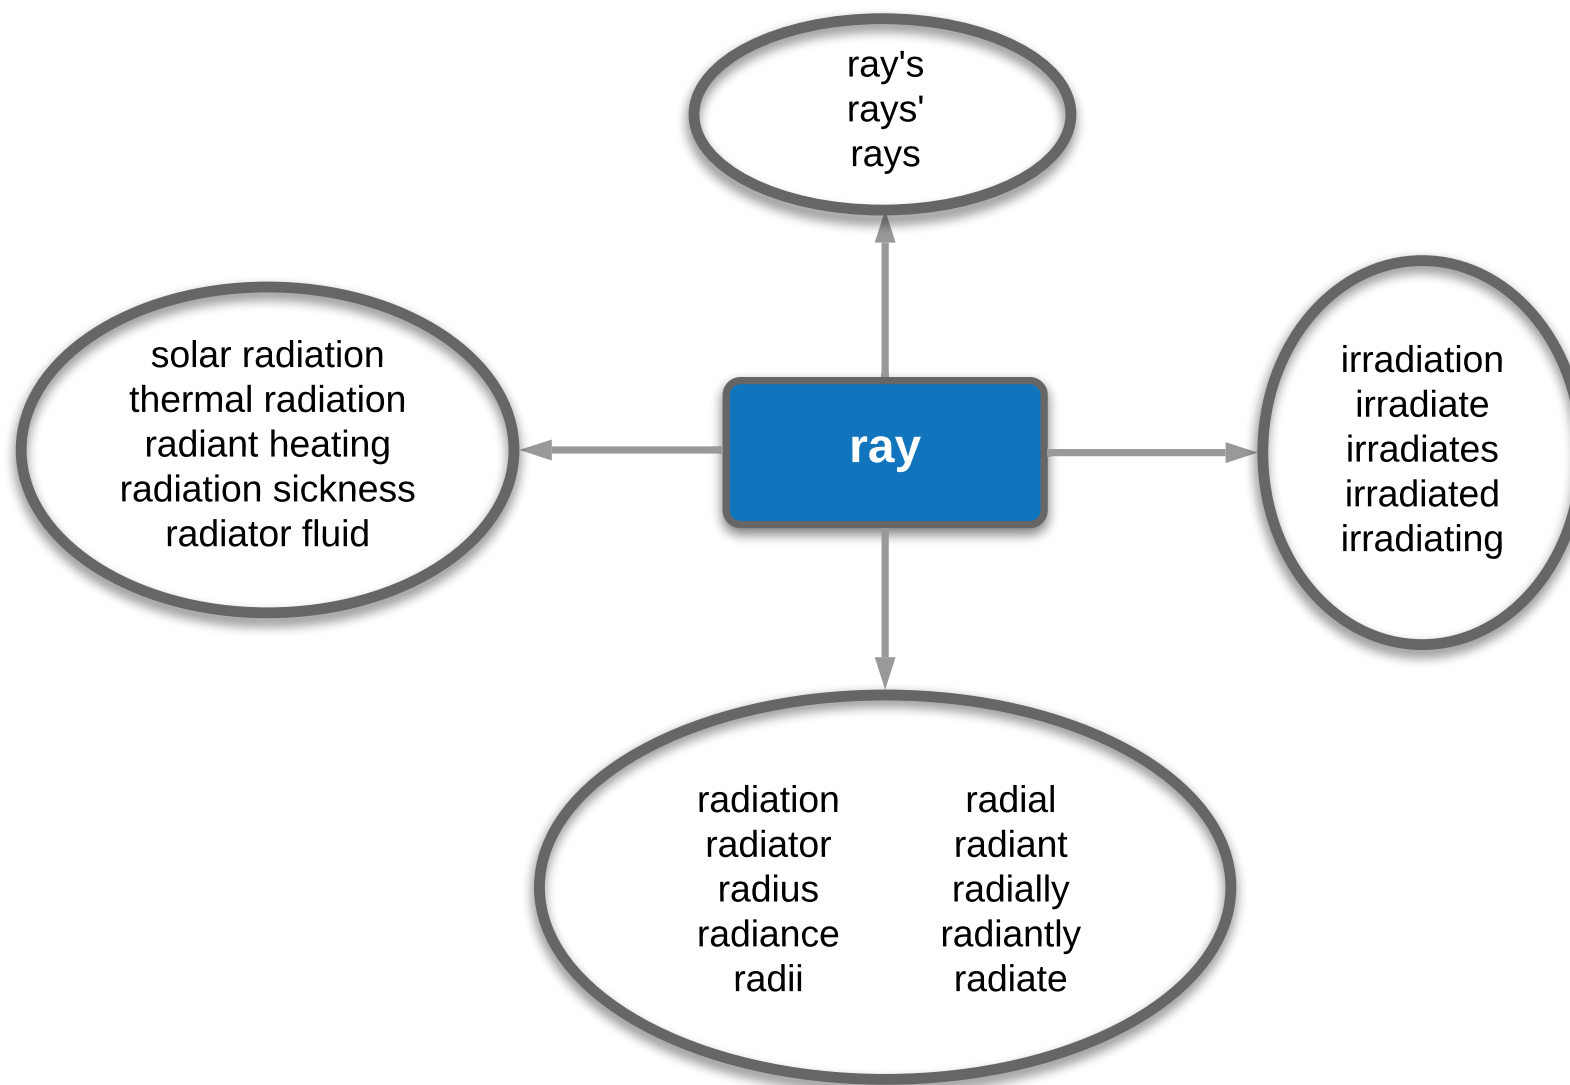 ray's
rays'
rays
solar radiation
thermal radiation
radiant heating
radiation sickness
radiator fluid
ray
irradiation
irradiate
irradiates
irradiated
irradiating
radiation
radiator
radius
radiance
radii
radial
radiant
radially
radiantly
radiate